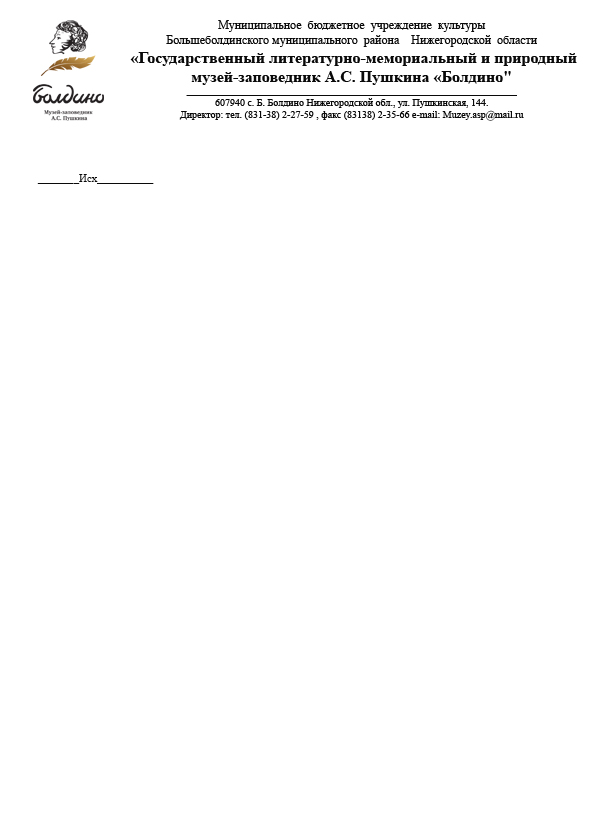 Муниципальное бюджетное учреждение культуры
Большеболдинского муниципального района Нижегородской области
«Государственный литературно-мемориальный и природный
музей-заповедник А.С. Пушкина «Болдино"
607940 с. Б. Болдино Нижегородской обл., ул. Пушкинская, 144.
Директор: тел. (831-38) 2-27-59 , факс (83138) 2-35-66 e-mail: Muzey.asp@mail.ru
Болдино
Музей-заповедник
А.С. Пушкина
________Исх___________